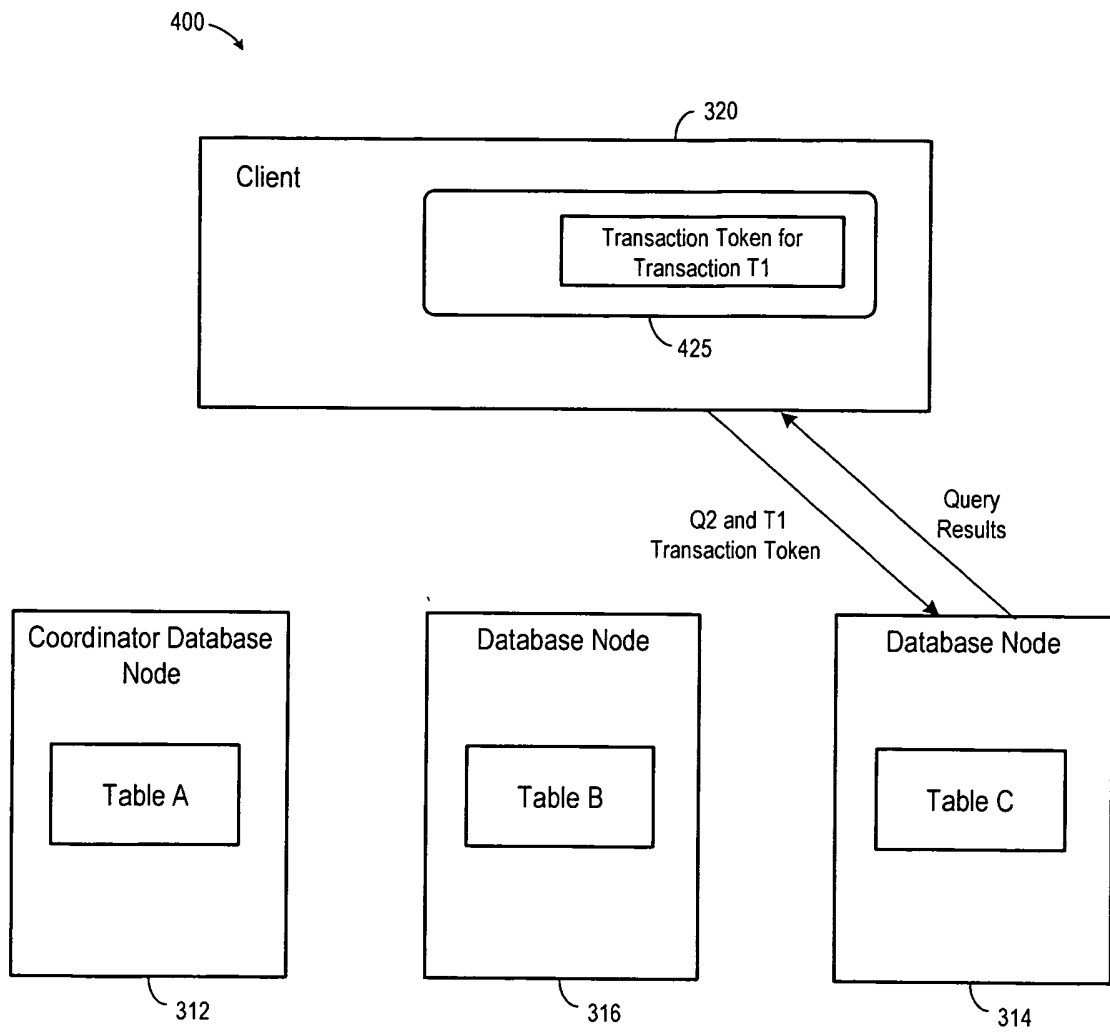 400
320
Client
Transaction Token for
Transaction T1
425
Q2 and T1
Transaction Token
Query
Results
Coordinator Database
Node
Table A
312
Database Node
Table B
316
Database Node
Table C
314